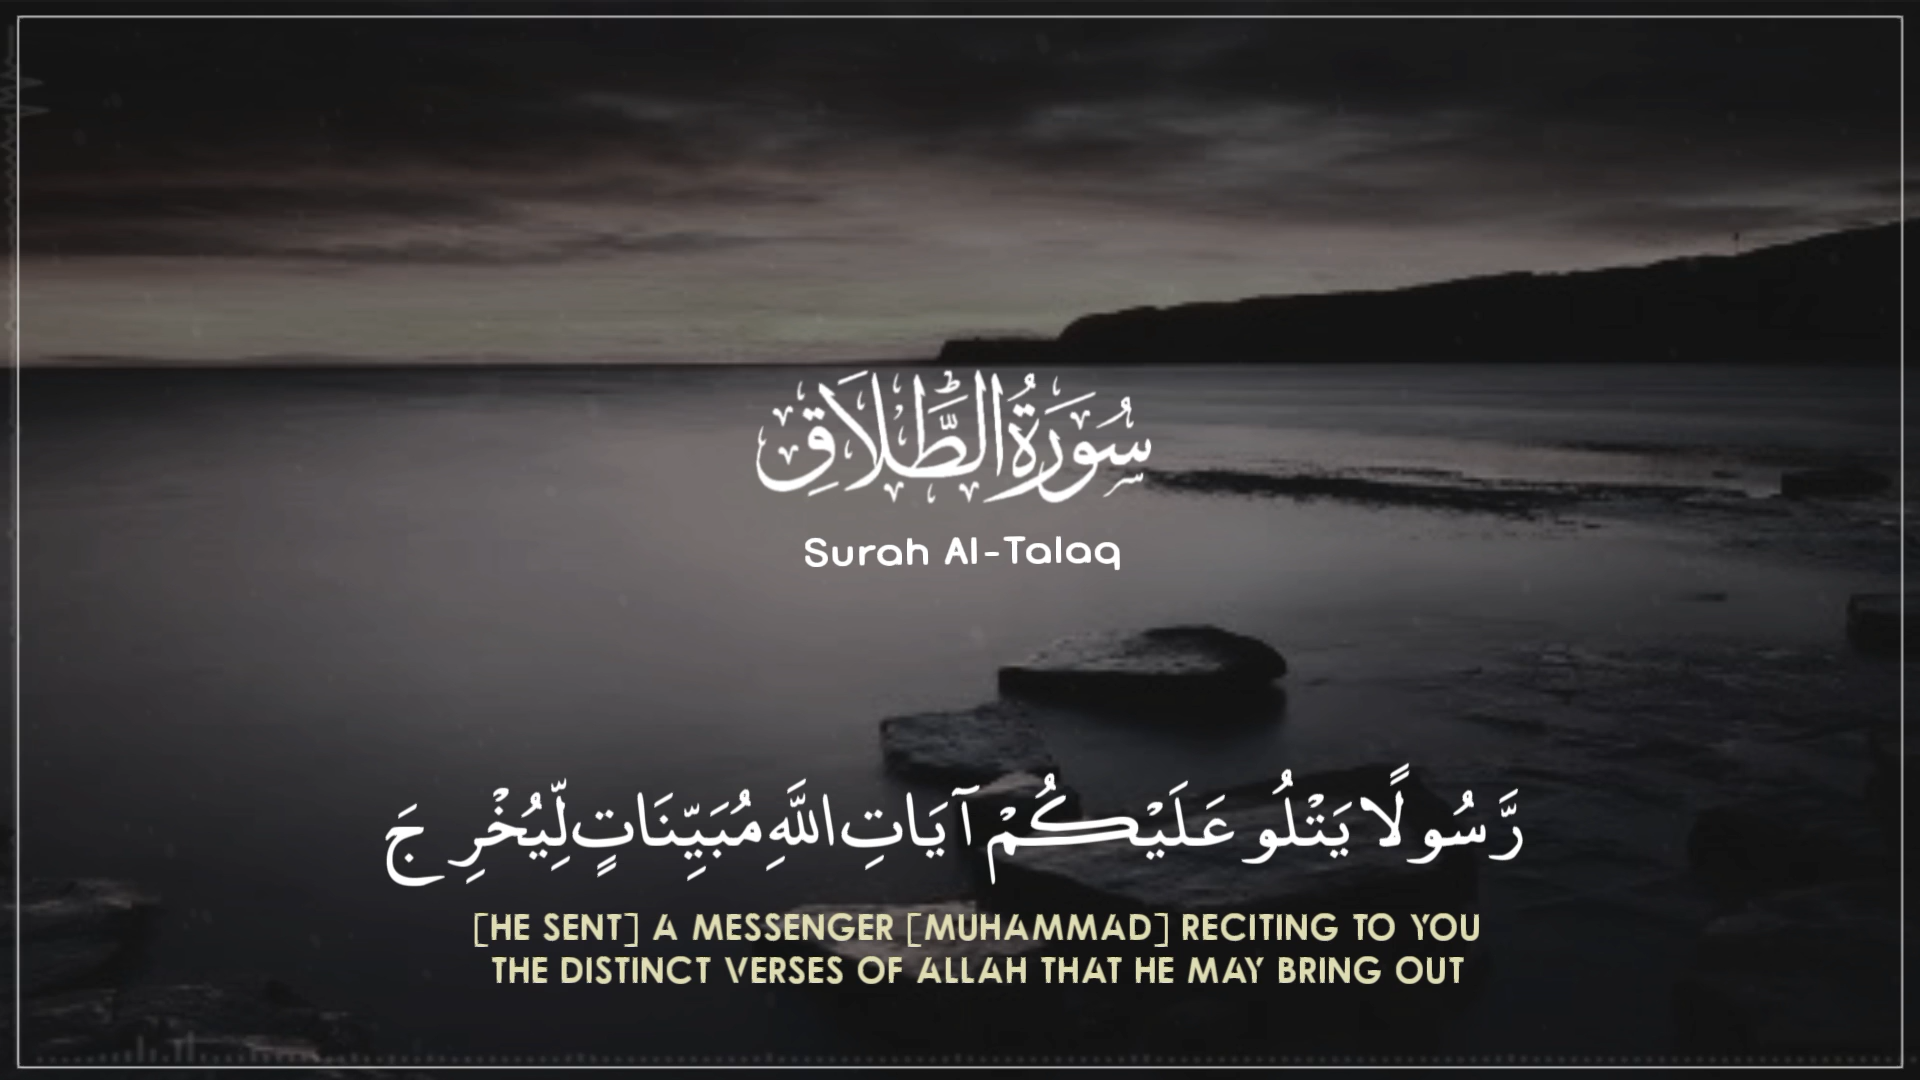 سُورَةُ الطَّلَاقِ
Surah Al-Talaq
رَّسُولًا يَتْلُو عَلَيْكُمْ آيَاتِ اللَّهِ مُبَيِّنَاتٍ لِّيُخْرِجَ
[HE SENT] A MESSENGER [MUHAMMAD] RECITING TO YOU
THE DISTINCT VERSES OF ALLAH THAT HE MAY BRING OUT